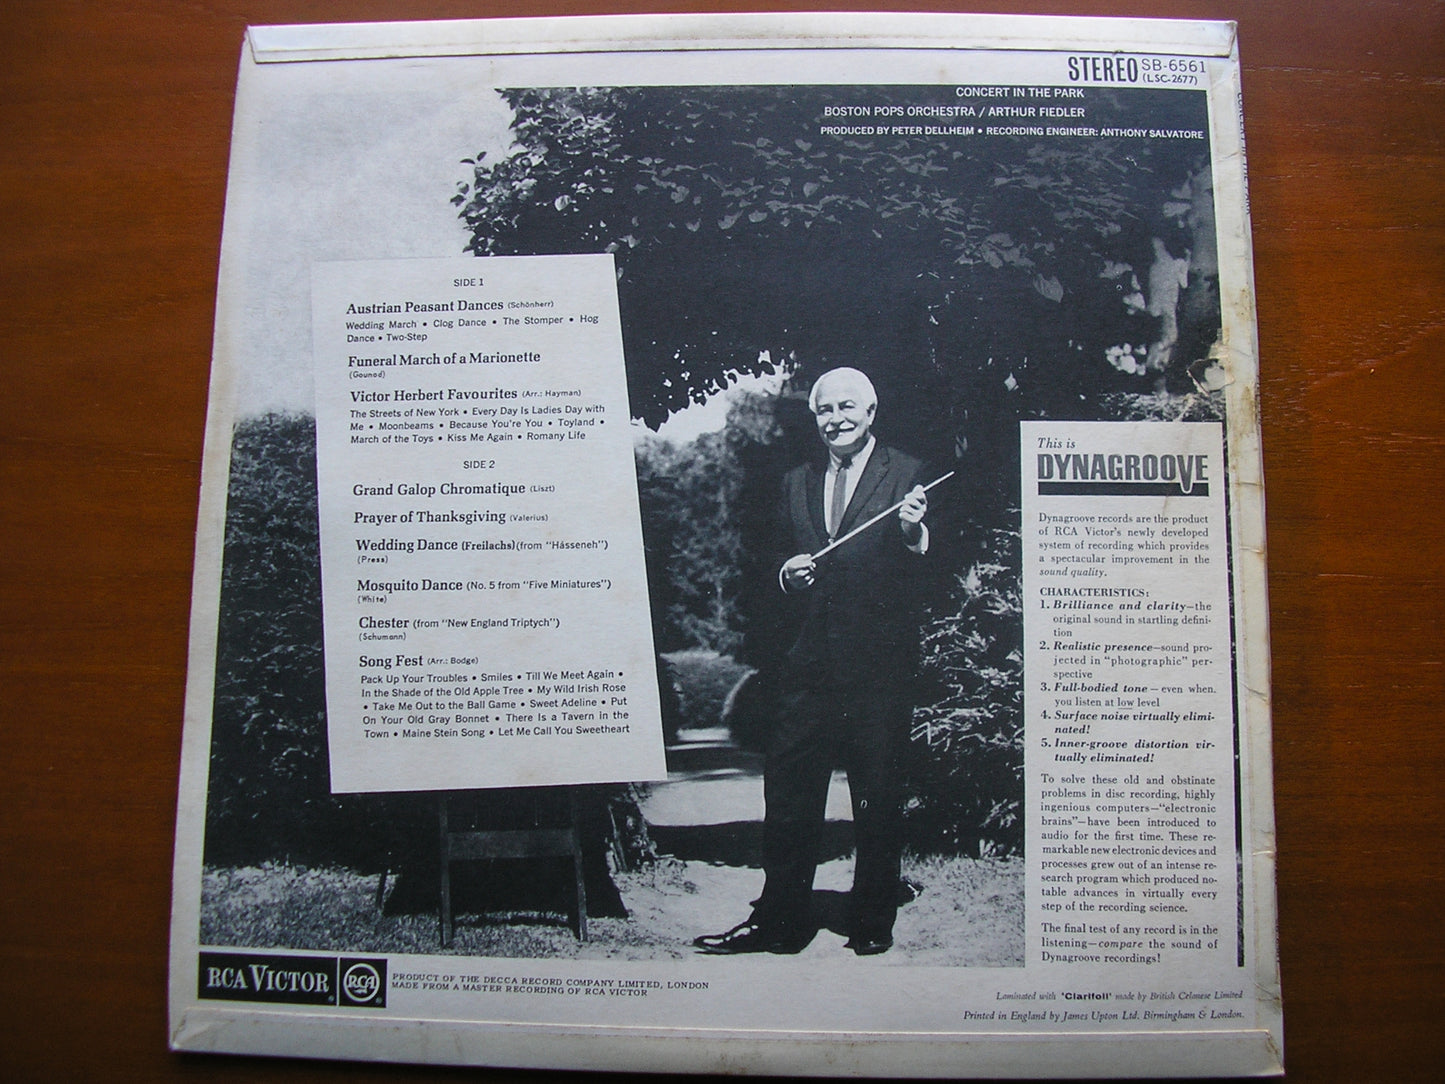 STEREO SB-6561
(LSC-2677)
CONCERT IN THE PARK
BOSTON POPS ORCHESTRA / ARTHUR FIEDLER
PRODUCED BY PETER DELLHEIM • RECORDING ENGINEER: ANTHONY SALVATORE
SIDE 1
Austrian Peasant Dances (Schönherr)
Wedding March • Clog Dance • The Stomper • Hog
Dance • Two-Step
Funeral March of a Marionette
(Gounod)
Victor Herbert Favourites (Arr.: Hayman)
The Streets of New York • Every Day Is Ladies Day with
Me • Moonbeams • Because You're You • Toyland •
March of the Toys • Kiss Me Again • Romany Life
SIDE 2
Grand Galop Chromatique (Liszt)
Prayer of Thanksgiving (Valerius)
Wedding Dance (Freilachs) (from "Hásseneh")
(Press)
Mosquito Dance (No. 5 from "Five Miniatures")
(White)
Chester (from "New England Triptych")
(Schumann)
Song Fest (Arr.: Bodge)
Pack Up Your Troubles • Smiles • Till We Meet Again •
In the Shade of the Old Apple Tree • My Wild Irish Rose
• Take Me Out to the Ball Game • Sweet Adeline • Put
On Your Old Gray Bonnet • There Is a Tavern in the
Town • Maine Stein Song • Let Me Call You Sweetheart
This is
DYNAGROOVE
Dynagroove records are the product
of RCA Victor's newly developed
system of recording which provides
a spectacular improvement in the
sound quality.
CHARACTERISTICS:
1. Brilliance and clarity—the
original sound in startling defini-
tion
2. Realistic presence—sound pro-
jected in "photographic" per-
spective
3. Full-bodied tone — even when.
you listen at low level
4. Surface noise virtually elimi-
nated!
5. Inner-groove distortion vir-
tually eliminated!
To solve these old and obstinate
problems in disc recording, highly
ingenious computers—"electronic
brains"—have been introduced to
audio for the first time. These re-
markable new electronic devices and
processes grew out of an intense re-
search program which produced no-
table advances in virtually every
step of the recording science.
The final test of any record is in the
listening—compare the sound of
Dynagroove recordings!
RCA VICTOR ® RCA ®
PRODUCT OF THE DECCA RECORD COMPANY LIMITED, LONDON
MADE FROM A MASTER RECORDING OF RCA VICTOR
Laminated with 'Clarifoil' made by British Celanese Limited
Printed in England by James Upton Ltd. Birmingham & London.